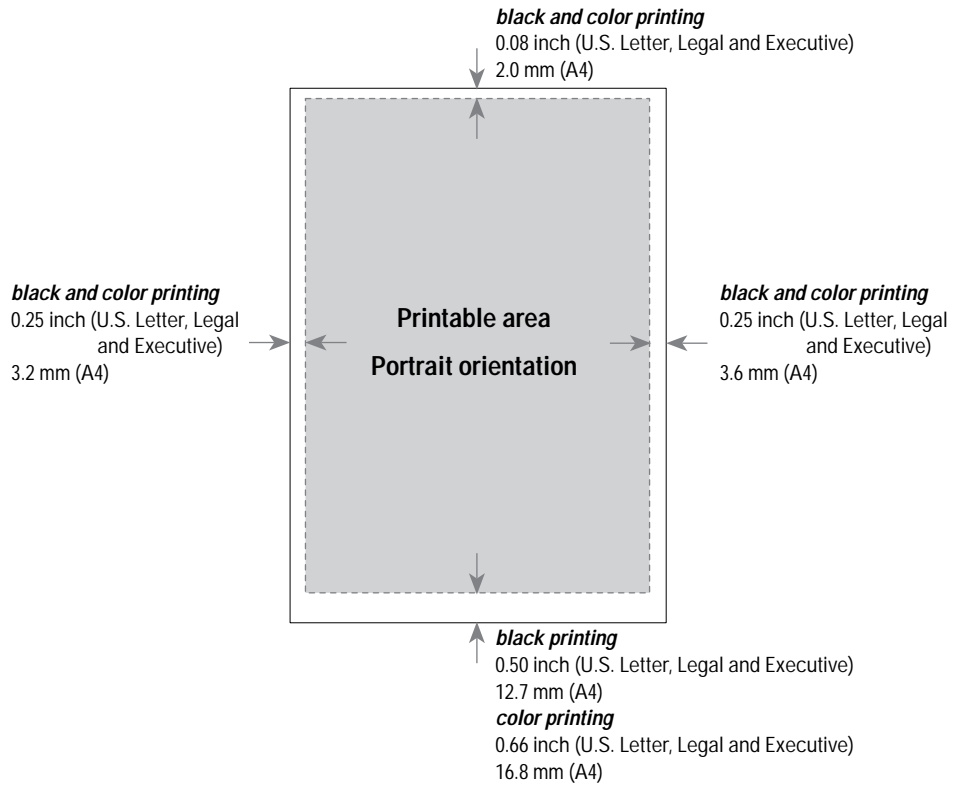 black and color printing
0.08 inch (U.S. Letter, Legal and Executive)
2.0 mm (A4)
black and color printing
0.25 inch (U.S. Letter, Legal
and Executive)
3.2 mm (A4)
Printable area
Portrait orientation
black and color printing
0.25 inch (U.S. Letter, Legal
and Executive)
3.6 mm (A4)
black printing
0.50 inch (U.S. Letter, Legal and Executive)
12.7 mm (A4)
color printing
0.66 inch (U.S. Letter, Legal and Executive)
16.8 mm (A4)